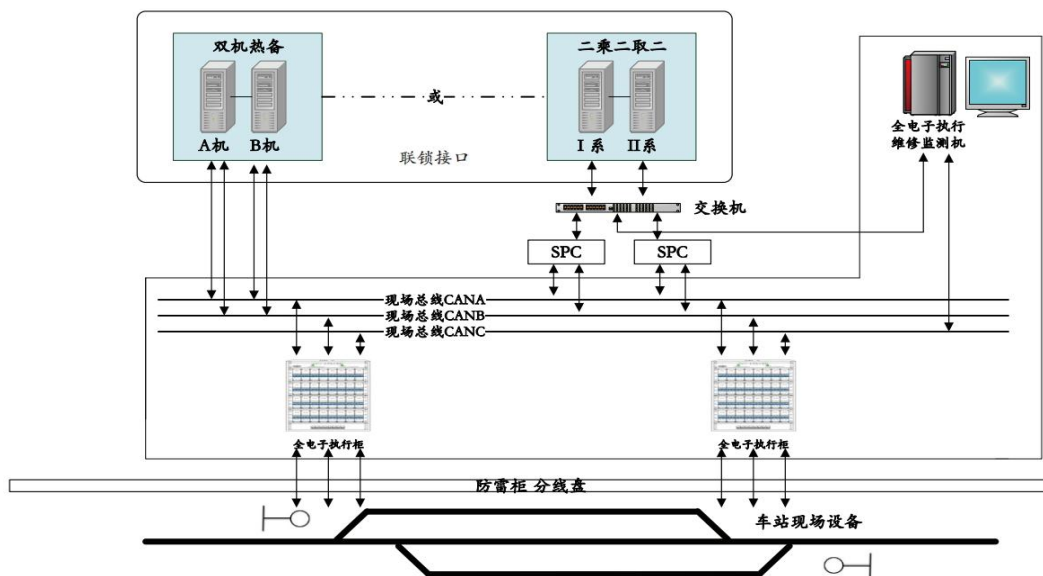 双机热备
二乘二取二
或
A机 B机
I 系 II系
联锁接口
全电子执行
维修监测机
交换机
SPC
SPC
现场总线CANA
现场总线CANB
现场总线CANC
全电子执行柜
全电子执行柜
防雷柜 分线盘
车站现场设备